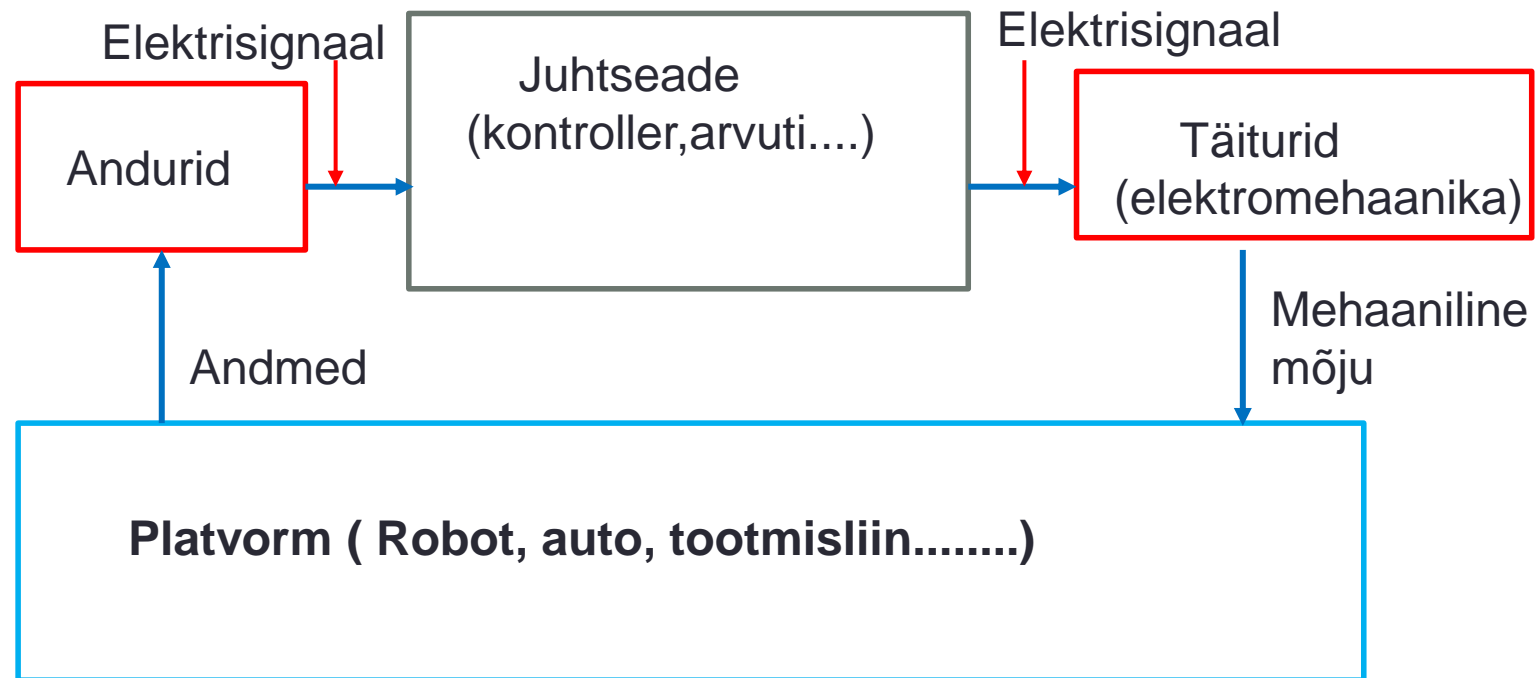 Elektrisignaal
Juhtseade
(kontroller,arvuti....)
Elektrisignaal
Andurid
Täiturid
(elektromehaanika)
Andmed
Mehaaniline
mõju
Platvorm ( Robot, auto, tootmisliin........)